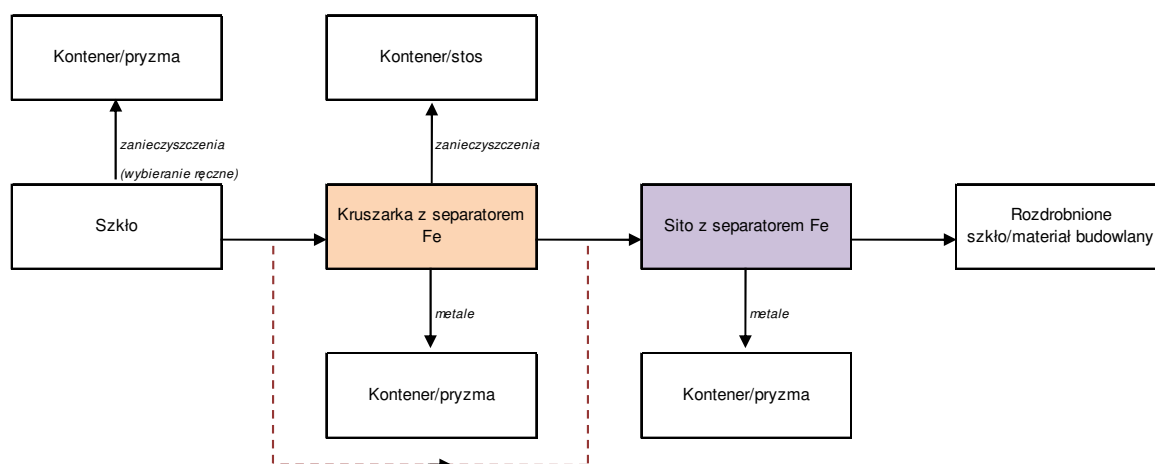 Kontener/pryzma
Kontener/stos
zanieczyszczenia
(wybieranie ręczne)
zanieczyszczenia
Szkło
Kruszarka z separatorem
Fe
Sito z separatorem Fe
Rozdrobnione
szkło/materiał budowlany
metale
metale
Kontener/pryzma
Kontener/pryzma